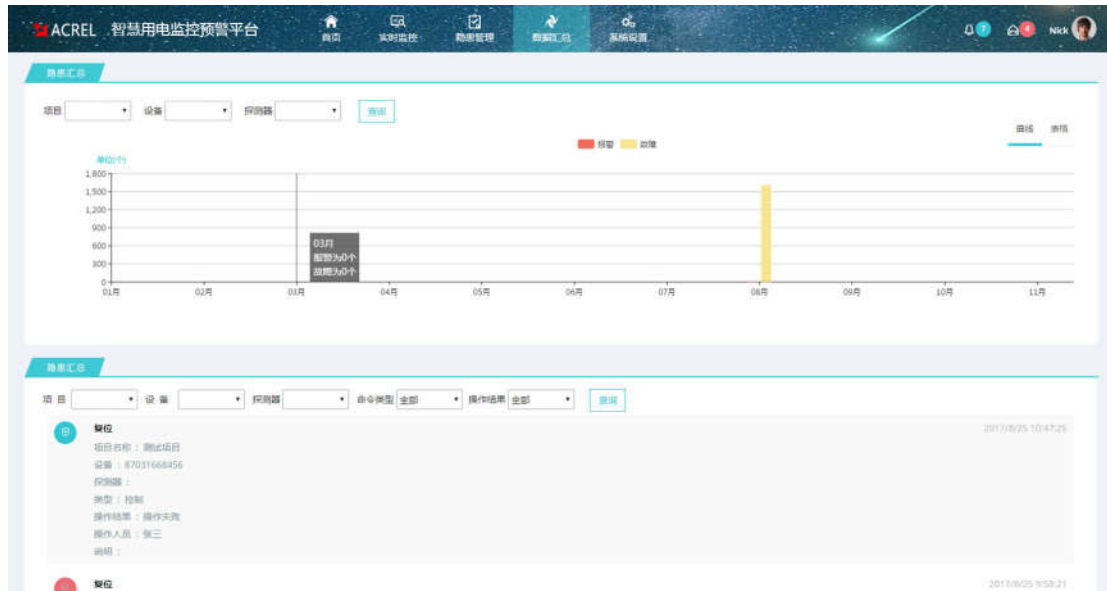 ACREL 智慧用电监控预警平台
首页 实时监控 隐患管理 数据汇总 系统设置
7 4 Nick
隐患汇总
项目 设备 探测器 查询
曲线 表格
报警 故障
单位(个)
1,800
1,500
1,200
900
600
300
0
03月
报警为0个
故障为0个
01月 02月 03月 04月 05月 06月 07月 08月 09月 10月 11月
隐患汇总
项 目 设 备 探测器 命令类型 全部 操作结果 全部 查询
复位 2017/8/25 10:47:25
项目名称 : 测试项目
设备 : 87031668456
探测器 :
类型 : 控制
操作结果 : 操作失败
操作人员 : 张三
说明 :
复位 2017/8/25 9:58:21